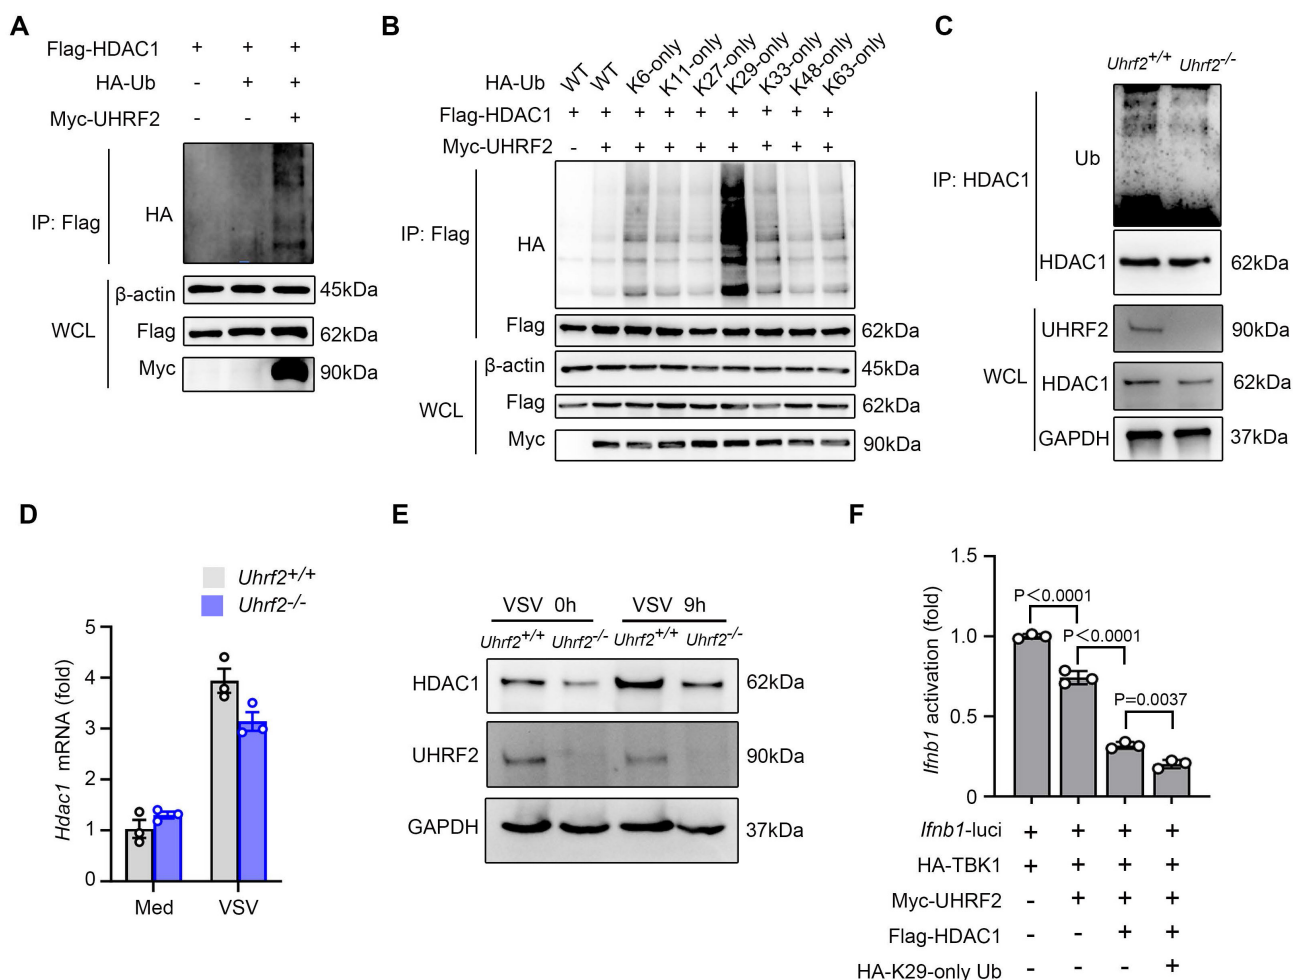 A
Flag-HDAC1 + + +
HA-Ub - + +
Myc-UHRF2 - - +
IP: Flag
HA
WCL
β-actin 45kDa
Flag 62kDa
Myc 90kDa
B
HA-Ub WT WT K6-only K11-only K27-only K29-only K33-only K48-only K63-only
Flag-HDAC1 + + + + + + + + +
Myc-UHRF2 - + + + + + + + +
IP: Flag
HA
Flag 62kDa
WCL
β-actin 45kDa
Flag 62kDa
Myc 90kDa
C
Uhrf2+/+ Uhrf2-/-
IP: HDAC1
Ub
HDAC1 62kDa
WCL
UHRF2 90kDa
HDAC1 62kDa
GAPDH 37kDa
D
Uhrf2+/+
Uhrf2-/-
Hdac1 mRNA (fold)
5
4
3
2
1
0
Med VSV
E
VSV 0h VSV 9h
Uhrf2+/+ Uhrf2-/- Uhrf2+/+ Uhrf2-/-
HDAC1 62kDa
UHRF2 90kDa
GAPDH 37kDa
F
Ifnb1 activation (fold)
1.5
1.0
0.5
0
P<0.0001
P<0.0001
P=0.0037
Ifnb1-luci + + + +
HA-TBK1 + + + +
Myc-UHRF2 - + + +
Flag-HDAC1 - - + +
HA-K29-only Ub - - - +